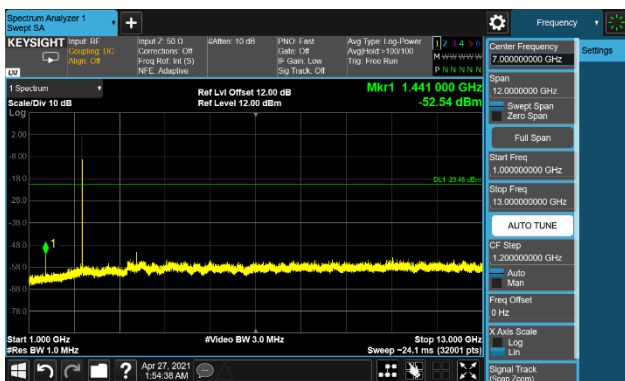 Spectrum Analyzer 1
Swept SA
Frequency
KEYSIGHT
Input: RF
Coupling: DC
Align: Off
Input Z: 50 Ω
Corrections: Off
Freq Ref: Int (S)
NFE: Adaptive
#Atten: 10 dB
PNO: Fast
Gate: Off
IF Gain: Low
Sig Track: Off
Avg Type: Log-Power
Avg|Hold:>100/100
Trig: Free Run
1 2 3 4 5 6
M W W W W W
P N N N N N
LXI
1 Spectrum
Scale/Div 10 dB
Log
Ref Lvl Offset 12.00 dB
Ref Level 12.00 dBm
Mkr1 1.441 000 GHz
-52.54 dBm
2.00
-8.00
-18.0
-28.0
-38.0
-48.0
-58.0
-68.0
-78.0
DL1 -20.46 dBm
1
Start 1.000 GHz
#Res BW 1.0 MHz
#Video BW 3.0 MHz
Stop 13.000 GHz
Sweep ~24.1 ms (32001 pts)
Center Frequency
7.000000000 GHz
Settings
Span
12.0000000 GHz
Swept Span
Zero Span
Full Span
Start Freq
1.000000000 GHz
Stop Freq
13.000000000 GHz
AUTO TUNE
CF Step
1.200000000 GHz
Auto
Man
Freq Offset
0 Hz
X Axis Scale
Log
Lin
Signal Track
(Span Zoom)
?
Apr 27, 2021
1:54:38 AM